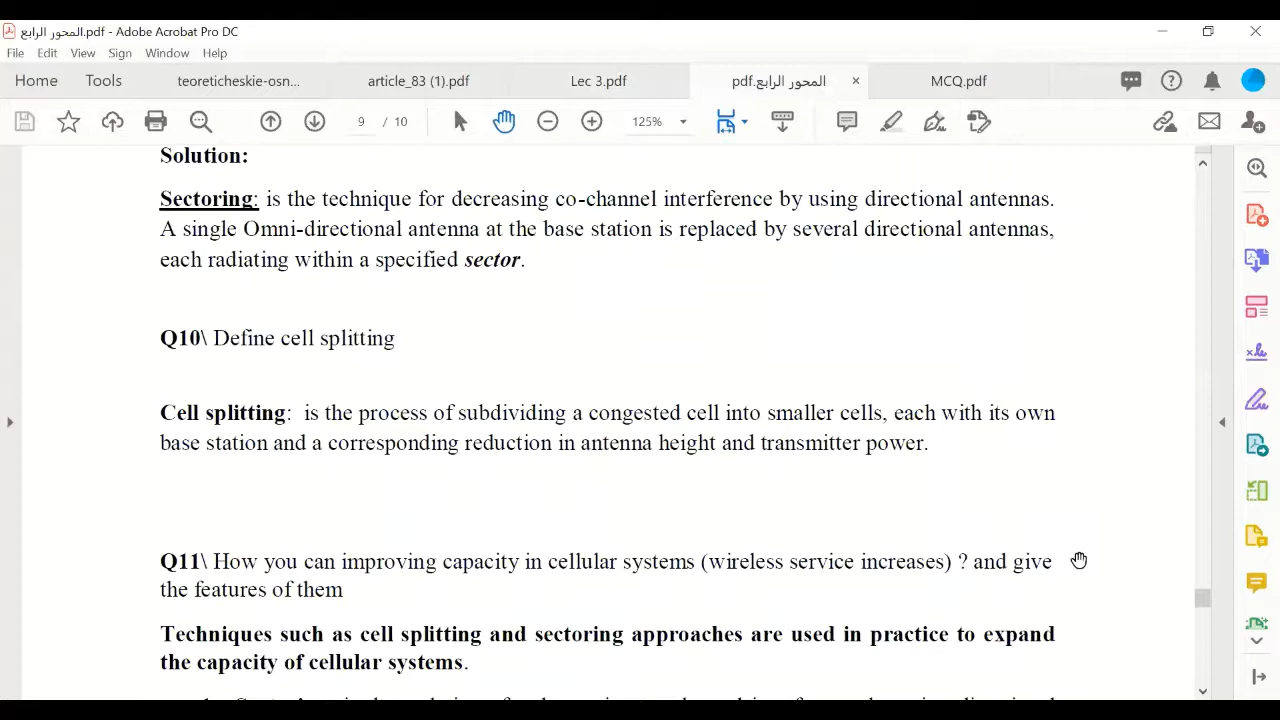 المحور الرابع.pdf - Adobe Acrobat Pro DC
File Edit View Sign Window Help
Home Tools teoreticheskie-osn... article_83 (1).pdf Lec 3.pdf المحور الرابع.pdf × MCQ.pdf
9 / 10 125%
Solution:
Sectoring: is the technique for decreasing co-channel interference by using directional antennas.
A single Omni-directional antenna at the base station is replaced by several directional antennas,
each radiating within a specified sector.
Q10\ Define cell splitting
Cell splitting:  is the process of subdividing a congested cell into smaller cells, each with its own
base station and a corresponding reduction in antenna height and transmitter power.
Q11\ How you can improving capacity in cellular systems (wireless service increases) ? and give
the features of them
Techniques such as cell splitting and sectoring approaches are used in practice to expand
the capacity of cellular systems.